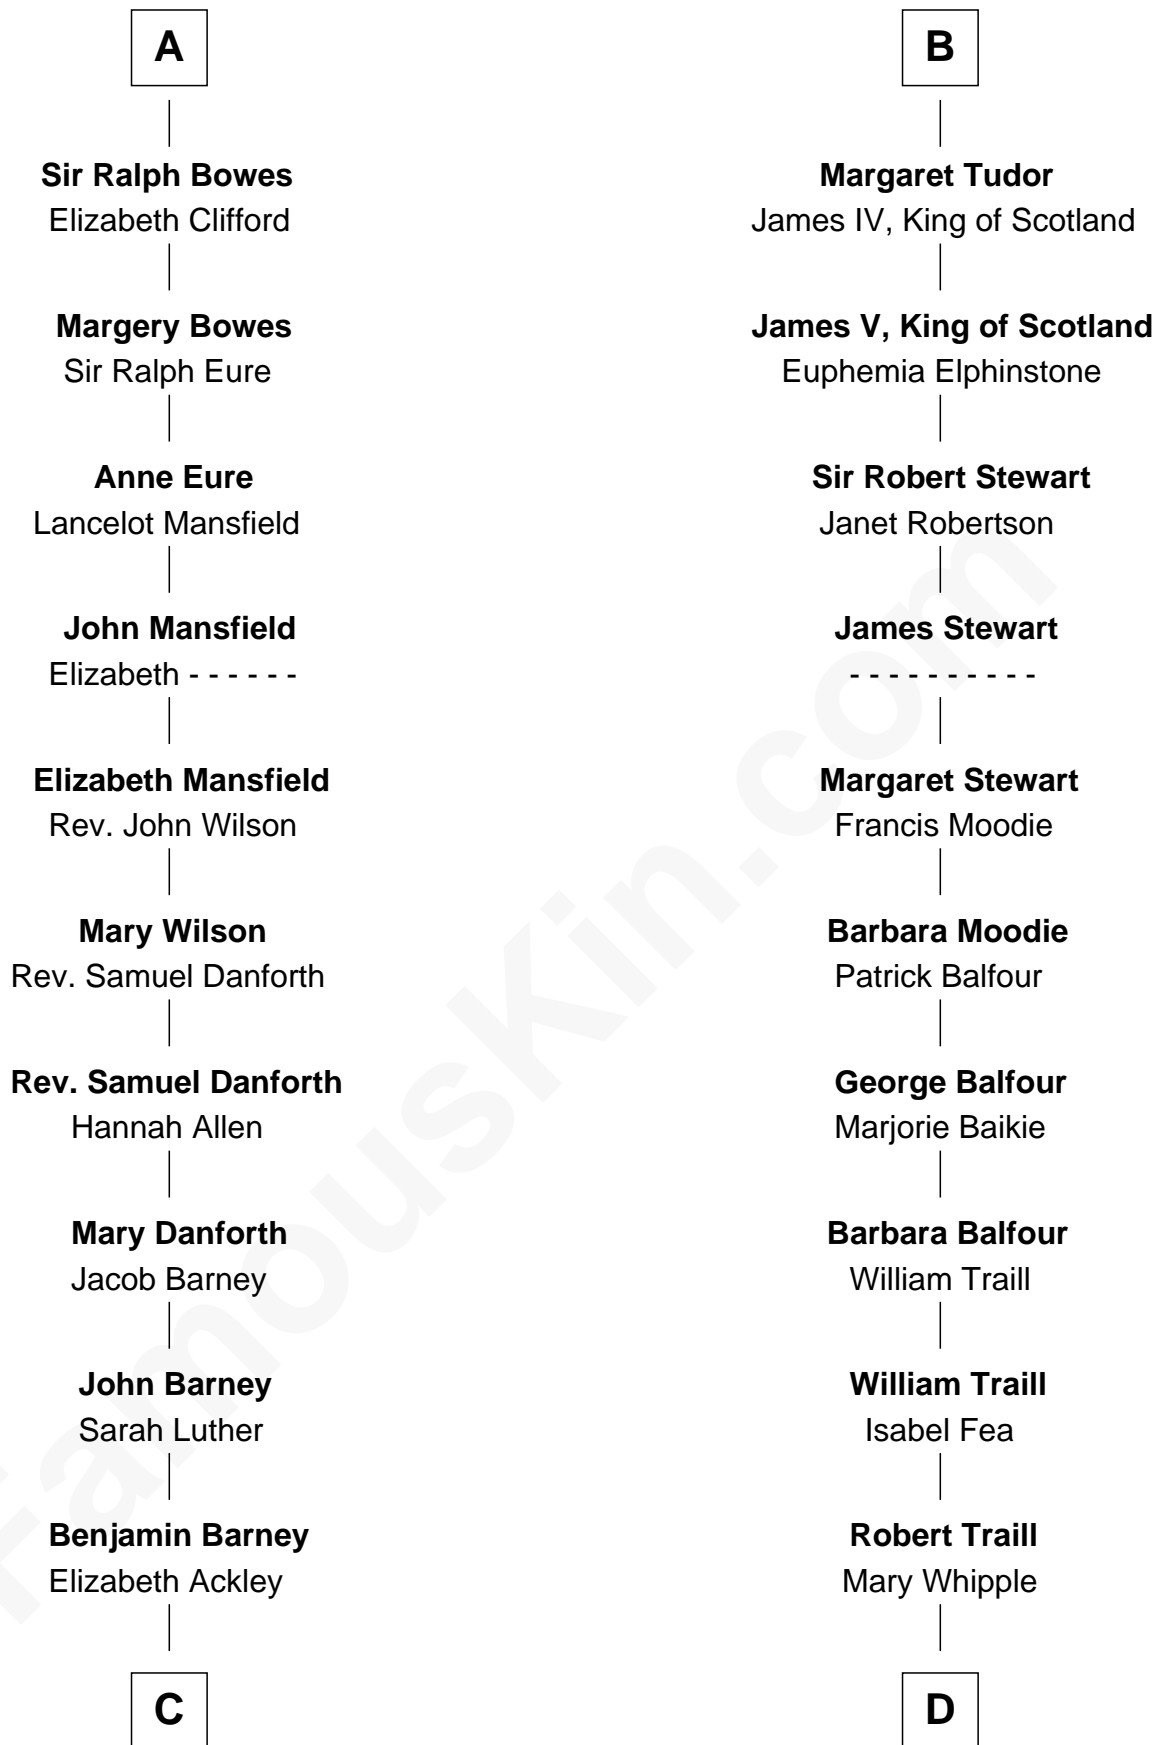 A
Sir Ralph Bowes
Elizabeth Clifford
Margery Bowes
Sir Ralph Eure
Anne Eure
Lancelot Mansfield
John Mansfield
Elizabeth - - - - - -
Elizabeth Mansfield
Rev. John Wilson
Mary Wilson
Rev. Samuel Danforth
Rev. Samuel Danforth
Hannah Allen
Mary Danforth
Jacob Barney
John Barney
Sarah Luther
Benjamin Barney
Elizabeth Ackley
C
B
Margaret Tudor
James IV, King of Scotland
James V, King of Scotland
Euphemia Elphinstone
Sir Robert Stewart
Janet Robertson
James Stewart
- - - - - - - - - -
Margaret Stewart
Francis Moodie
Barbara Moodie
Patrick Balfour
George Balfour
Marjorie Baikie
Barbara Balfour
William Traill
William Traill
Isabel Fea
Robert Traill
Mary Whipple
D
FamousKin.com